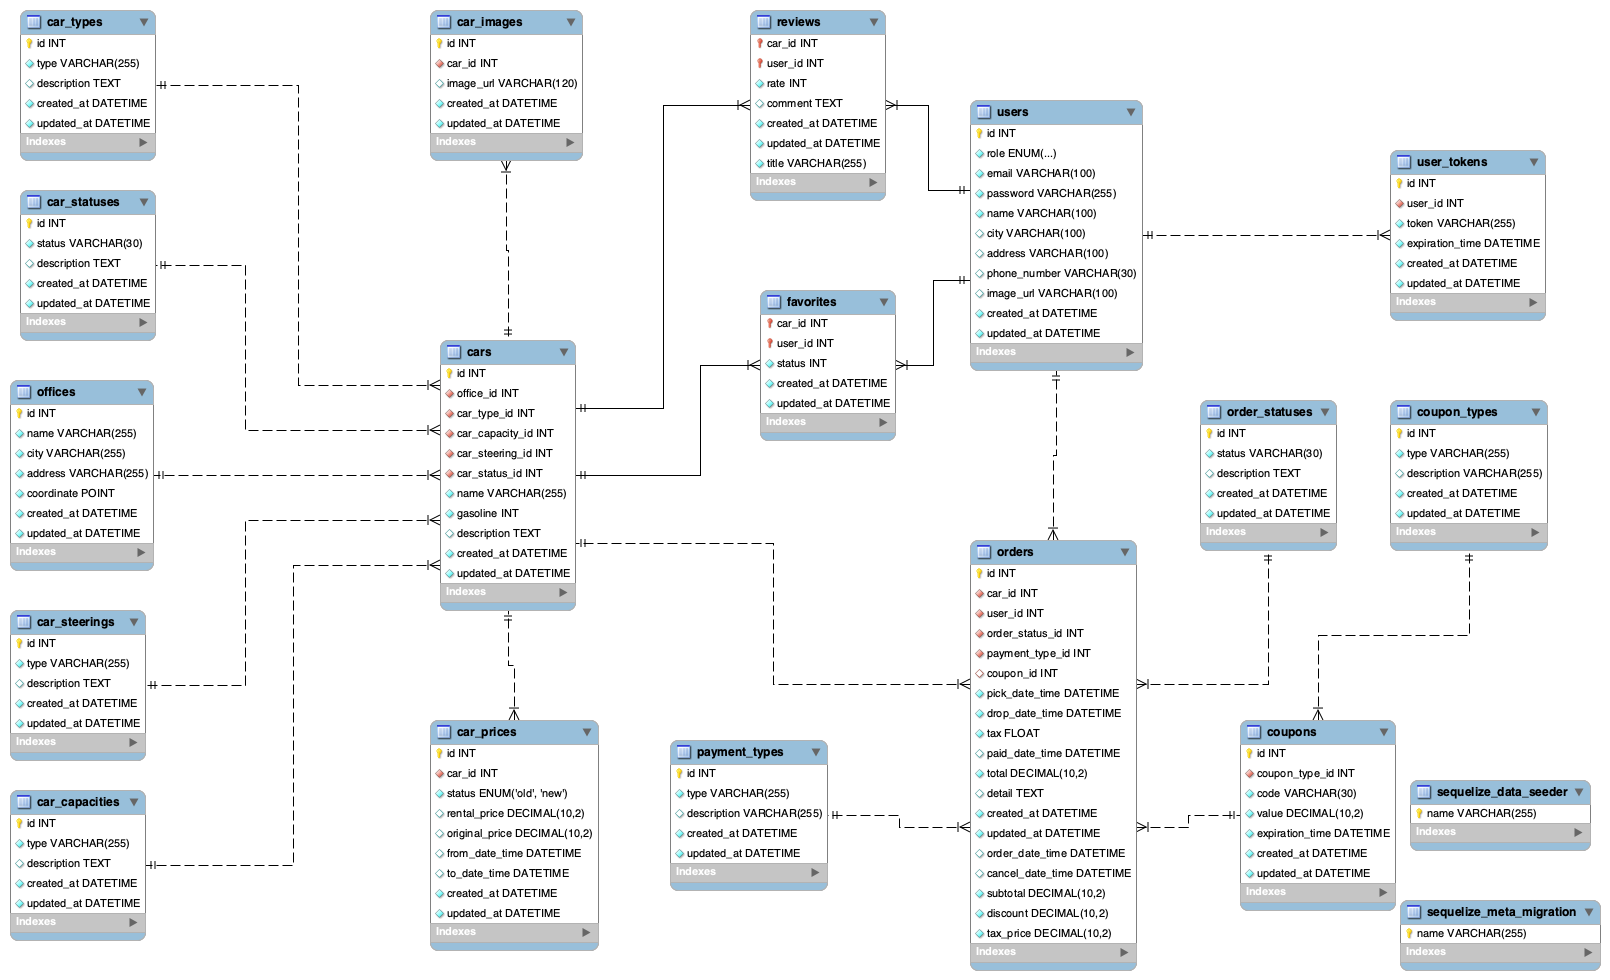 car_types
id INT
type VARCHAR(255)
description TEXT
created_at DATETIME
updated_at DATETIME
Indexes
car_images
id INT
car_id INT
image_url VARCHAR(120)
created_at DATETIME
updated_at DATETIME
Indexes
reviews
car_id INT
user_id INT
rate INT
comment TEXT
created_at DATETIME
updated_at DATETIME
title VARCHAR(255)
Indexes
users
id INT
role ENUM(...)
email VARCHAR(100)
password VARCHAR(255)
name VARCHAR(100)
city VARCHAR(100)
address VARCHAR(100)
phone_number VARCHAR(30)
image_url VARCHAR(100)
created_at DATETIME
updated_at DATETIME
Indexes
user_tokens
id INT
user_id INT
token VARCHAR(255)
expiration_time DATETIME
created_at DATETIME
updated_at DATETIME
Indexes
car_statuses
id INT
status VARCHAR(30)
description TEXT
created_at DATETIME
updated_at DATETIME
Indexes
favorites
car_id INT
user_id INT
status INT
created_at DATETIME
updated_at DATETIME
Indexes
cars
id INT
office_id INT
car_type_id INT
car_capacity_id INT
car_steering_id INT
car_status_id INT
name VARCHAR(255)
gasoline INT
description TEXT
created_at DATETIME
updated_at DATETIME
Indexes
offices
id INT
name VARCHAR(255)
city VARCHAR(255)
address VARCHAR(255)
coordinate POINT
created_at DATETIME
updated_at DATETIME
Indexes
order_statuses
id INT
status VARCHAR(30)
description TEXT
created_at DATETIME
updated_at DATETIME
Indexes
coupon_types
id INT
type VARCHAR(255)
description VARCHAR(255)
created_at DATETIME
updated_at DATETIME
Indexes
orders
id INT
car_id INT
user_id INT
order_status_id INT
payment_type_id INT
coupon_id INT
pick_date_time DATETIME
drop_date_time DATETIME
tax FLOAT
paid_date_time DATETIME
total DECIMAL(10,2)
detail TEXT
created_at DATETIME
updated_at DATETIME
order_date_time DATETIME
cancel_date_time DATETIME
subtotal DECIMAL(10,2)
discount DECIMAL(10,2)
tax_price DECIMAL(10,2)
Indexes
car_steerings
id INT
type VARCHAR(255)
description TEXT
created_at DATETIME
updated_at DATETIME
Indexes
car_prices
id INT
car_id INT
status ENUM('old', 'new')
rental_price DECIMAL(10,2)
original_price DECIMAL(10,2)
from_date_time DATETIME
to_date_time DATETIME
created_at DATETIME
updated_at DATETIME
Indexes
payment_types
id INT
type VARCHAR(255)
description VARCHAR(255)
created_at DATETIME
updated_at DATETIME
Indexes
coupons
id INT
coupon_type_id INT
code VARCHAR(30)
value DECIMAL(10,2)
expiration_time DATETIME
created_at DATETIME
updated_at DATETIME
Indexes
car_capacities
id INT
type VARCHAR(255)
description TEXT
created_at DATETIME
updated_at DATETIME
Indexes
sequelize_data_seeder
name VARCHAR(255)
Indexes
sequelize_meta_migration
name VARCHAR(255)
Indexes